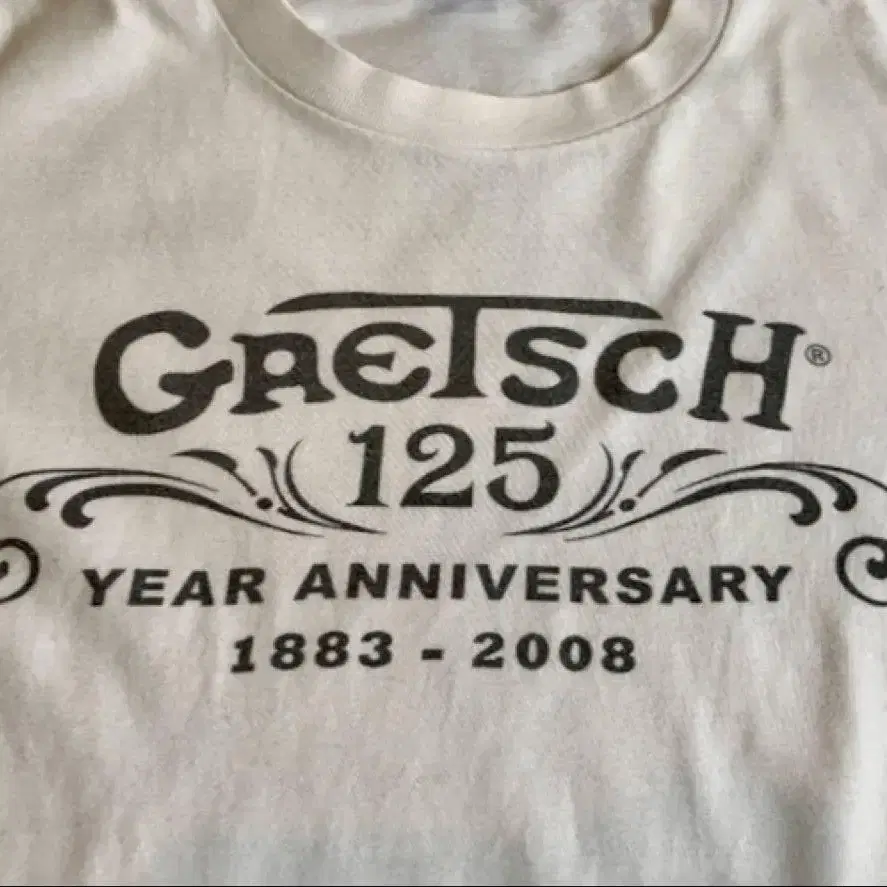 GRETSCH®
125
YEAR ANNIVERSARY
1883 - 2008